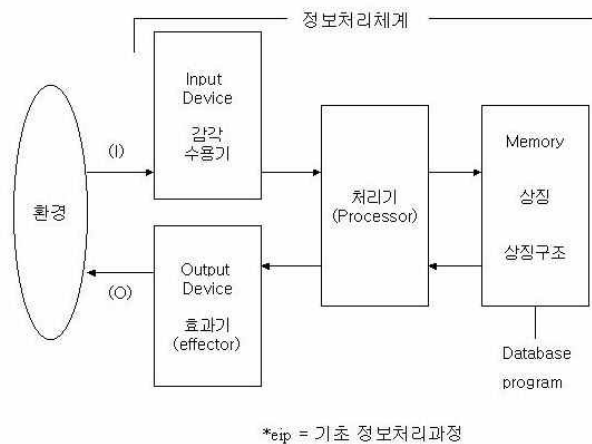 정보처리체계
Input
Device
감각
수용기
(I)
환경
(O)
Output
Device
효과기
(effector)
처리기
(Processor)
Memory
상징
상징구조
Database
program
*eip = 기초 정보처리과정